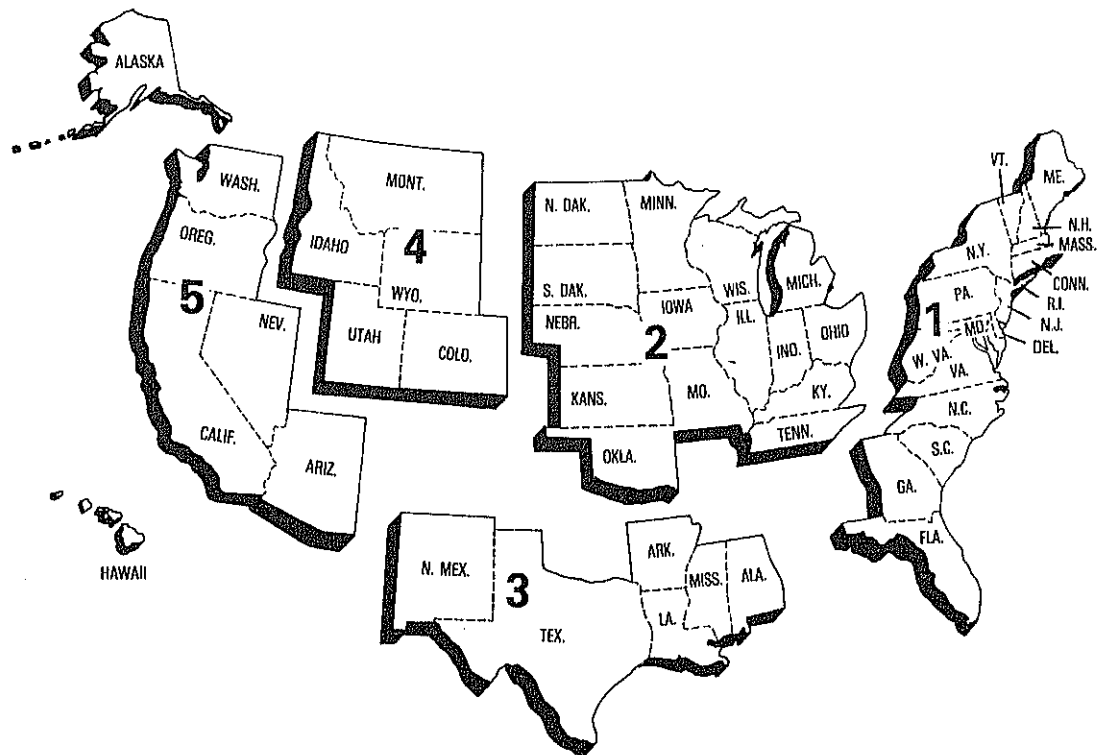 ALASKA
WASH.
OREG.
5
NEV.
CALIF.
ARIZ.
HAWAII
MONT.
IDAHO
4
WYO.
UTAH
COLO.
N. DAK.
MINN.
S. DAK.
WIS.
MICH.
NEBR.
IOWA
2
ILL.
IND.
OHIO
KANS.
MO.
KY.
TENN.
OKLA.
N. MEX.
3
TEX.
ARK.
LA.
MISS.
ALA.
VT.
ME.
N.H.
MASS.
N.Y.
CONN.
R.I.
PA.
N.J.
1
MD.
DEL.
W. VA.
VA.
N.C.
S.C.
GA.
FLA.